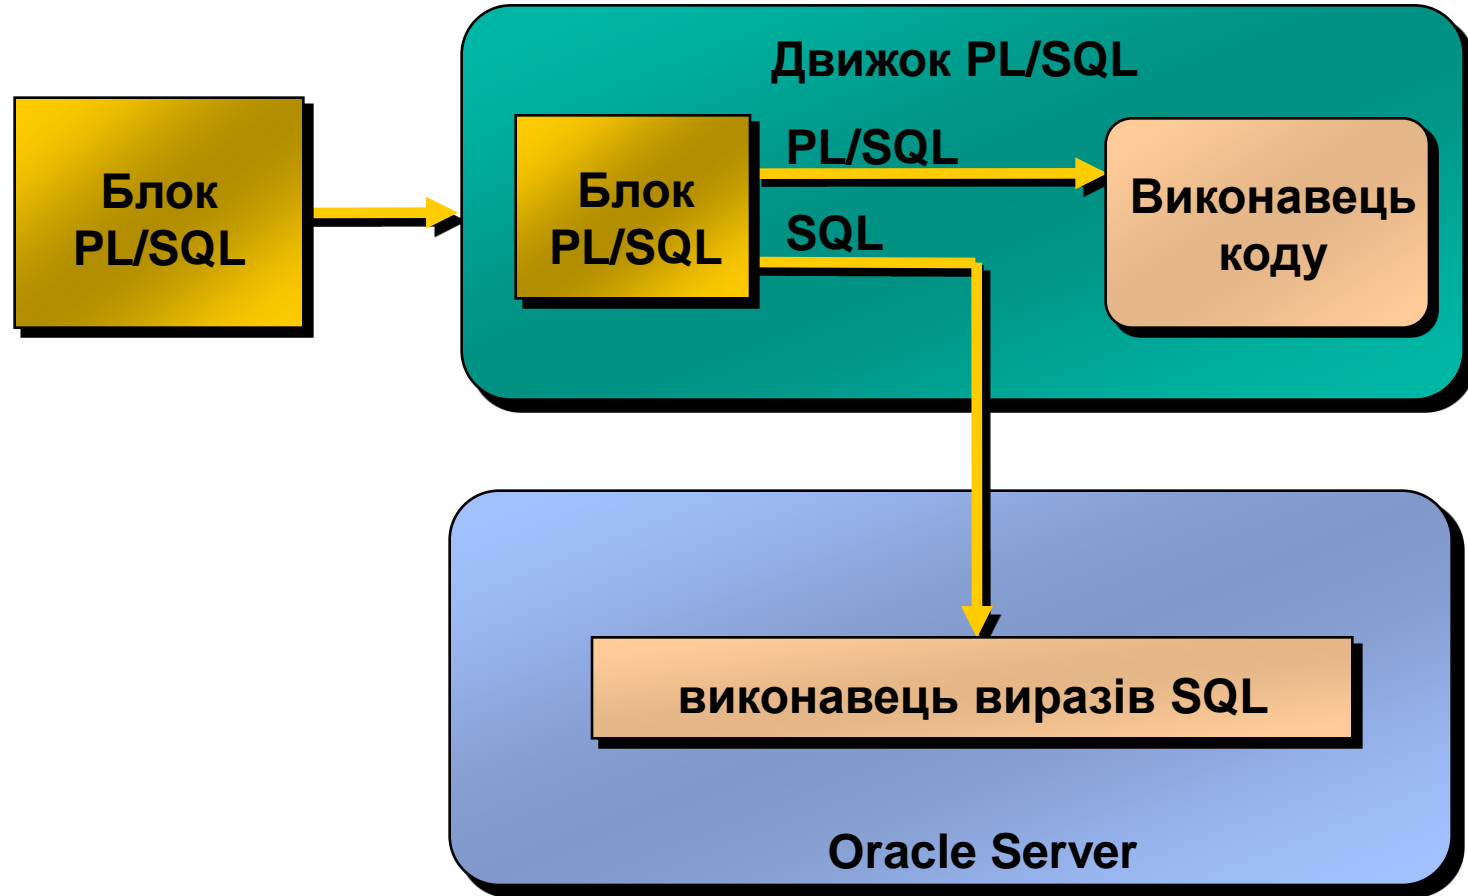 Движок PL/SQL
Блок
PL/SQL
Блок
PL/SQL
PL/SQL
SQL
Виконавець
коду
виконавець виразів SQL
Oracle Server